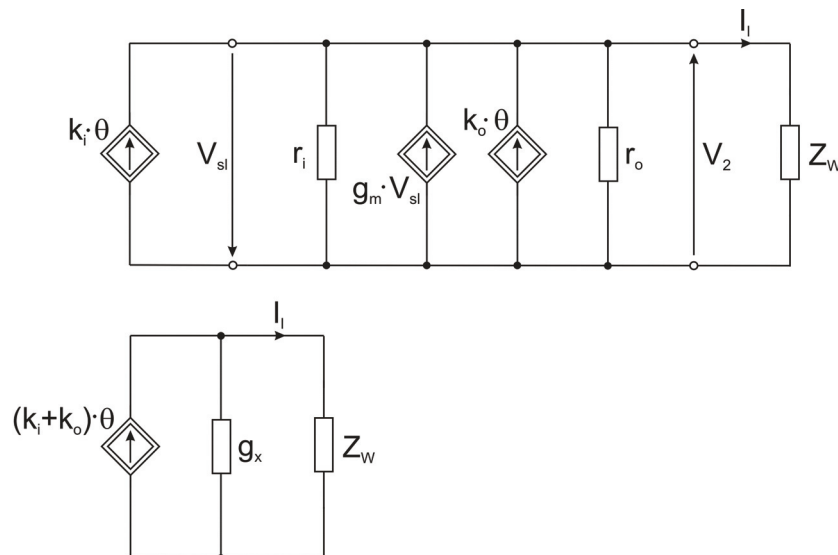 I_l
k_i·θ
V_sl
r_i
g_m·V_sl
k_o·θ
r_o
V_2
Z_W
I_l
(k_i+k_o)·θ
g_x
Z_W